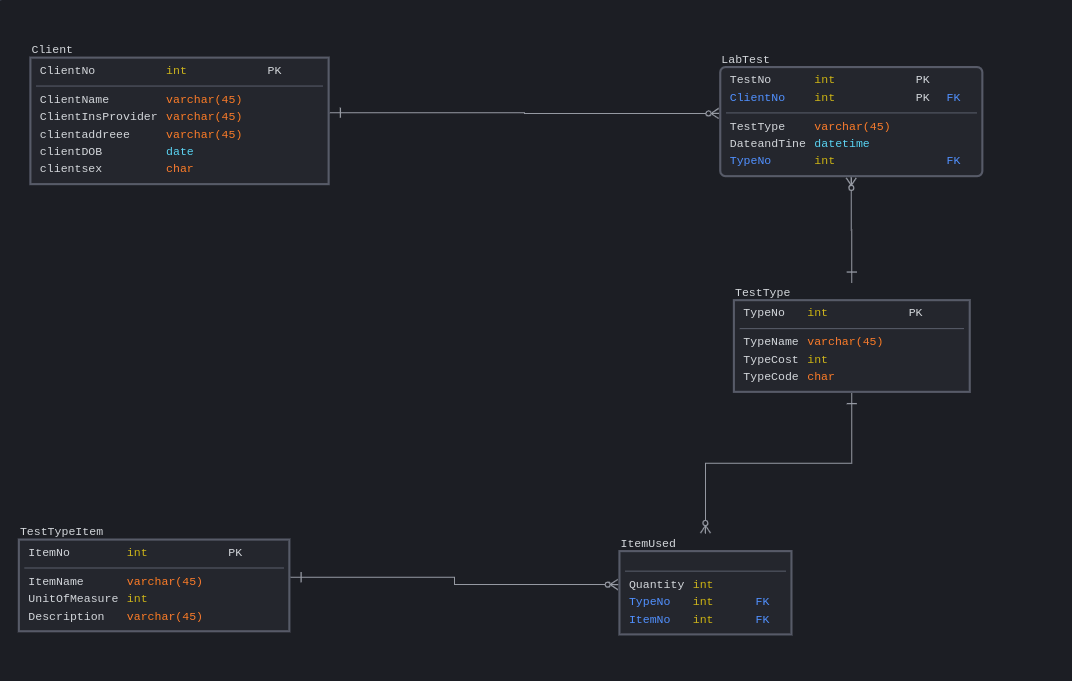 Client
ClientNo int PK
ClientName varchar(45)
ClientInsProvider varchar(45)
clientaddreee varchar(45)
clientDOB date
clientsex char
LabTest
TestNo int PK
ClientNo int PK FK
TestType varchar(45)
DateandTine datetime
TypeNo int FK
TestType
TypeNo int PK
TypeName varchar(45)
TypeCost int
TypeCode char
TestTypeItem
ItemNo int PK
ItemName varchar(45)
UnitOfMeasure int
Description varchar(45)
ItemUsed
Quantity int
TypeNo int FK
ItemNo int FK